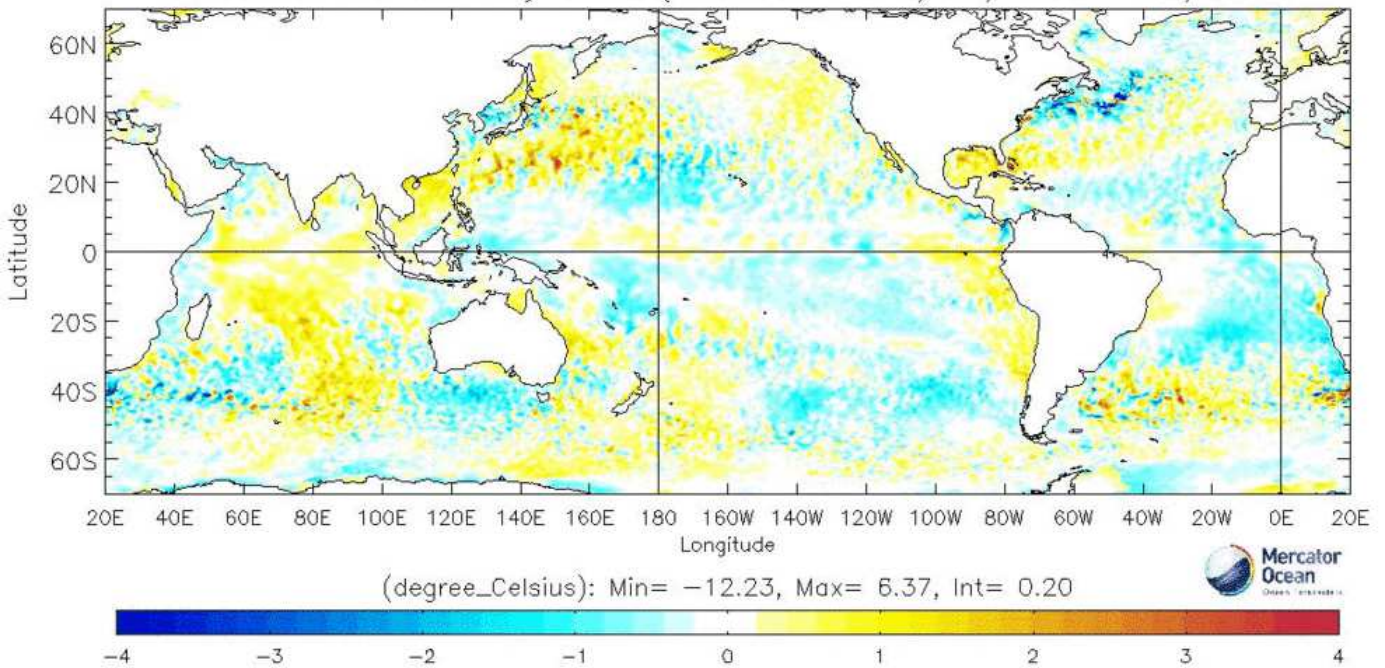 60N
40N
20N
0
20S
40S
60S
Latitude
20E 40E 60E 80E 100E 120E 140E 160E 180 160W 140W 120W 100W 80W 60W 40W 20W 0E 20E
Longitude
Mercator
Ocean
(degree_Celsius): Min= −12.23, Max= 6.37, Int= 0.20
−4 −3 −2 −1 0 1 2 3 4